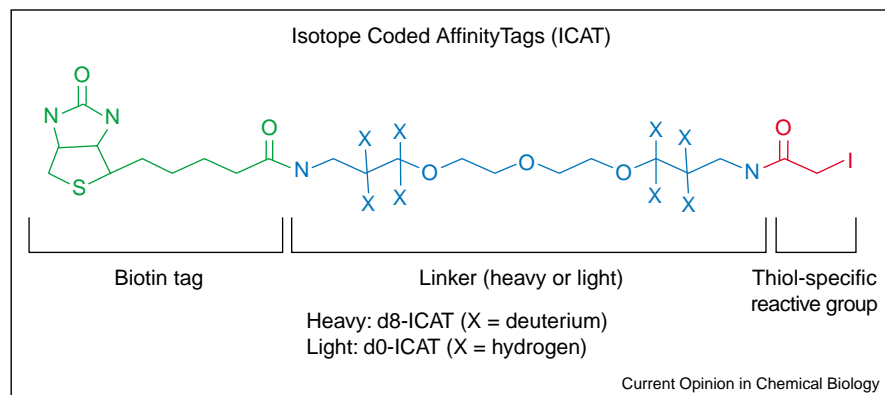 Isotope Coded AffinityTags (ICAT)
O
N N
S
O
N
X X
X X
O
O
O
X X
X X
N
O
I
Biotin tag
Linker (heavy or light)
Thiol-specific
reactive group
Heavy: d8-ICAT (X = deuterium)
Light: d0-ICAT (X = hydrogen)
Current Opinion in Chemical Biology